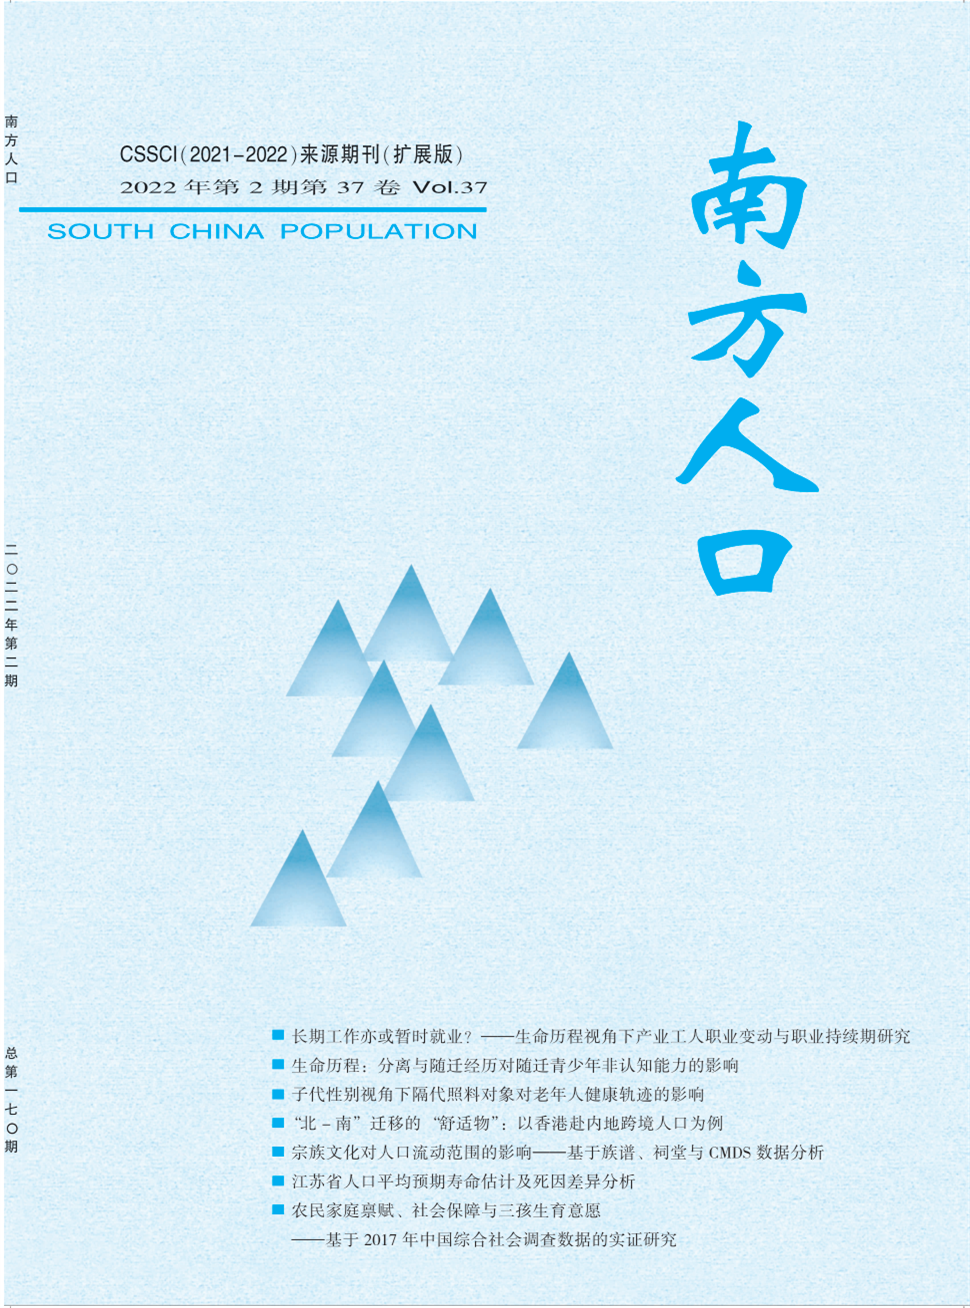 南方人口
二〇二二年第二期
总第一七〇期
CSSCI(2021-2022)来源期刊(扩展版)
2022 年第 2 期第 37 卷 Vol.37
SOUTH CHINA POPULATION
南方人口
■ 长期工作亦或暂时就业？——生命历程视角下产业工人职业变动与职业持续期研究
■ 生命历程：分离与随迁经历对随迁青少年非认知能力的影响
■ 子代性别视角下隔代照料对象对老年人健康轨迹的影响
■ “北－南”迁移的“舒适物”：以香港赴内地跨境人口为例
■ 宗族文化对人口流动范围的影响——基于族谱、祠堂与 CMDS 数据分析
■ 江苏省人口平均预期寿命估计及死因差异分析
■ 农民家庭禀赋、社会保障与三孩生育意愿
——基于 2017 年中国综合社会调查数据的实证研究